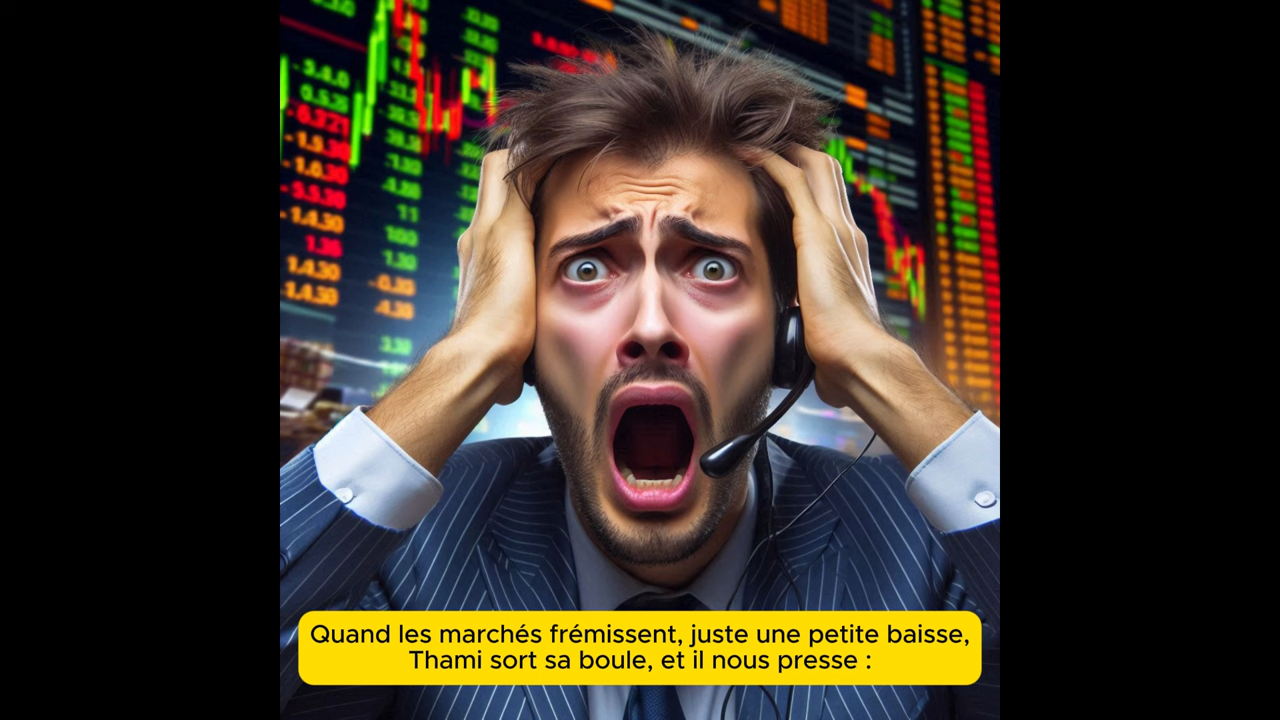 Quand les marchés frémissent, juste une petite baisse,
Thami sort sa boule, et il nous presse :